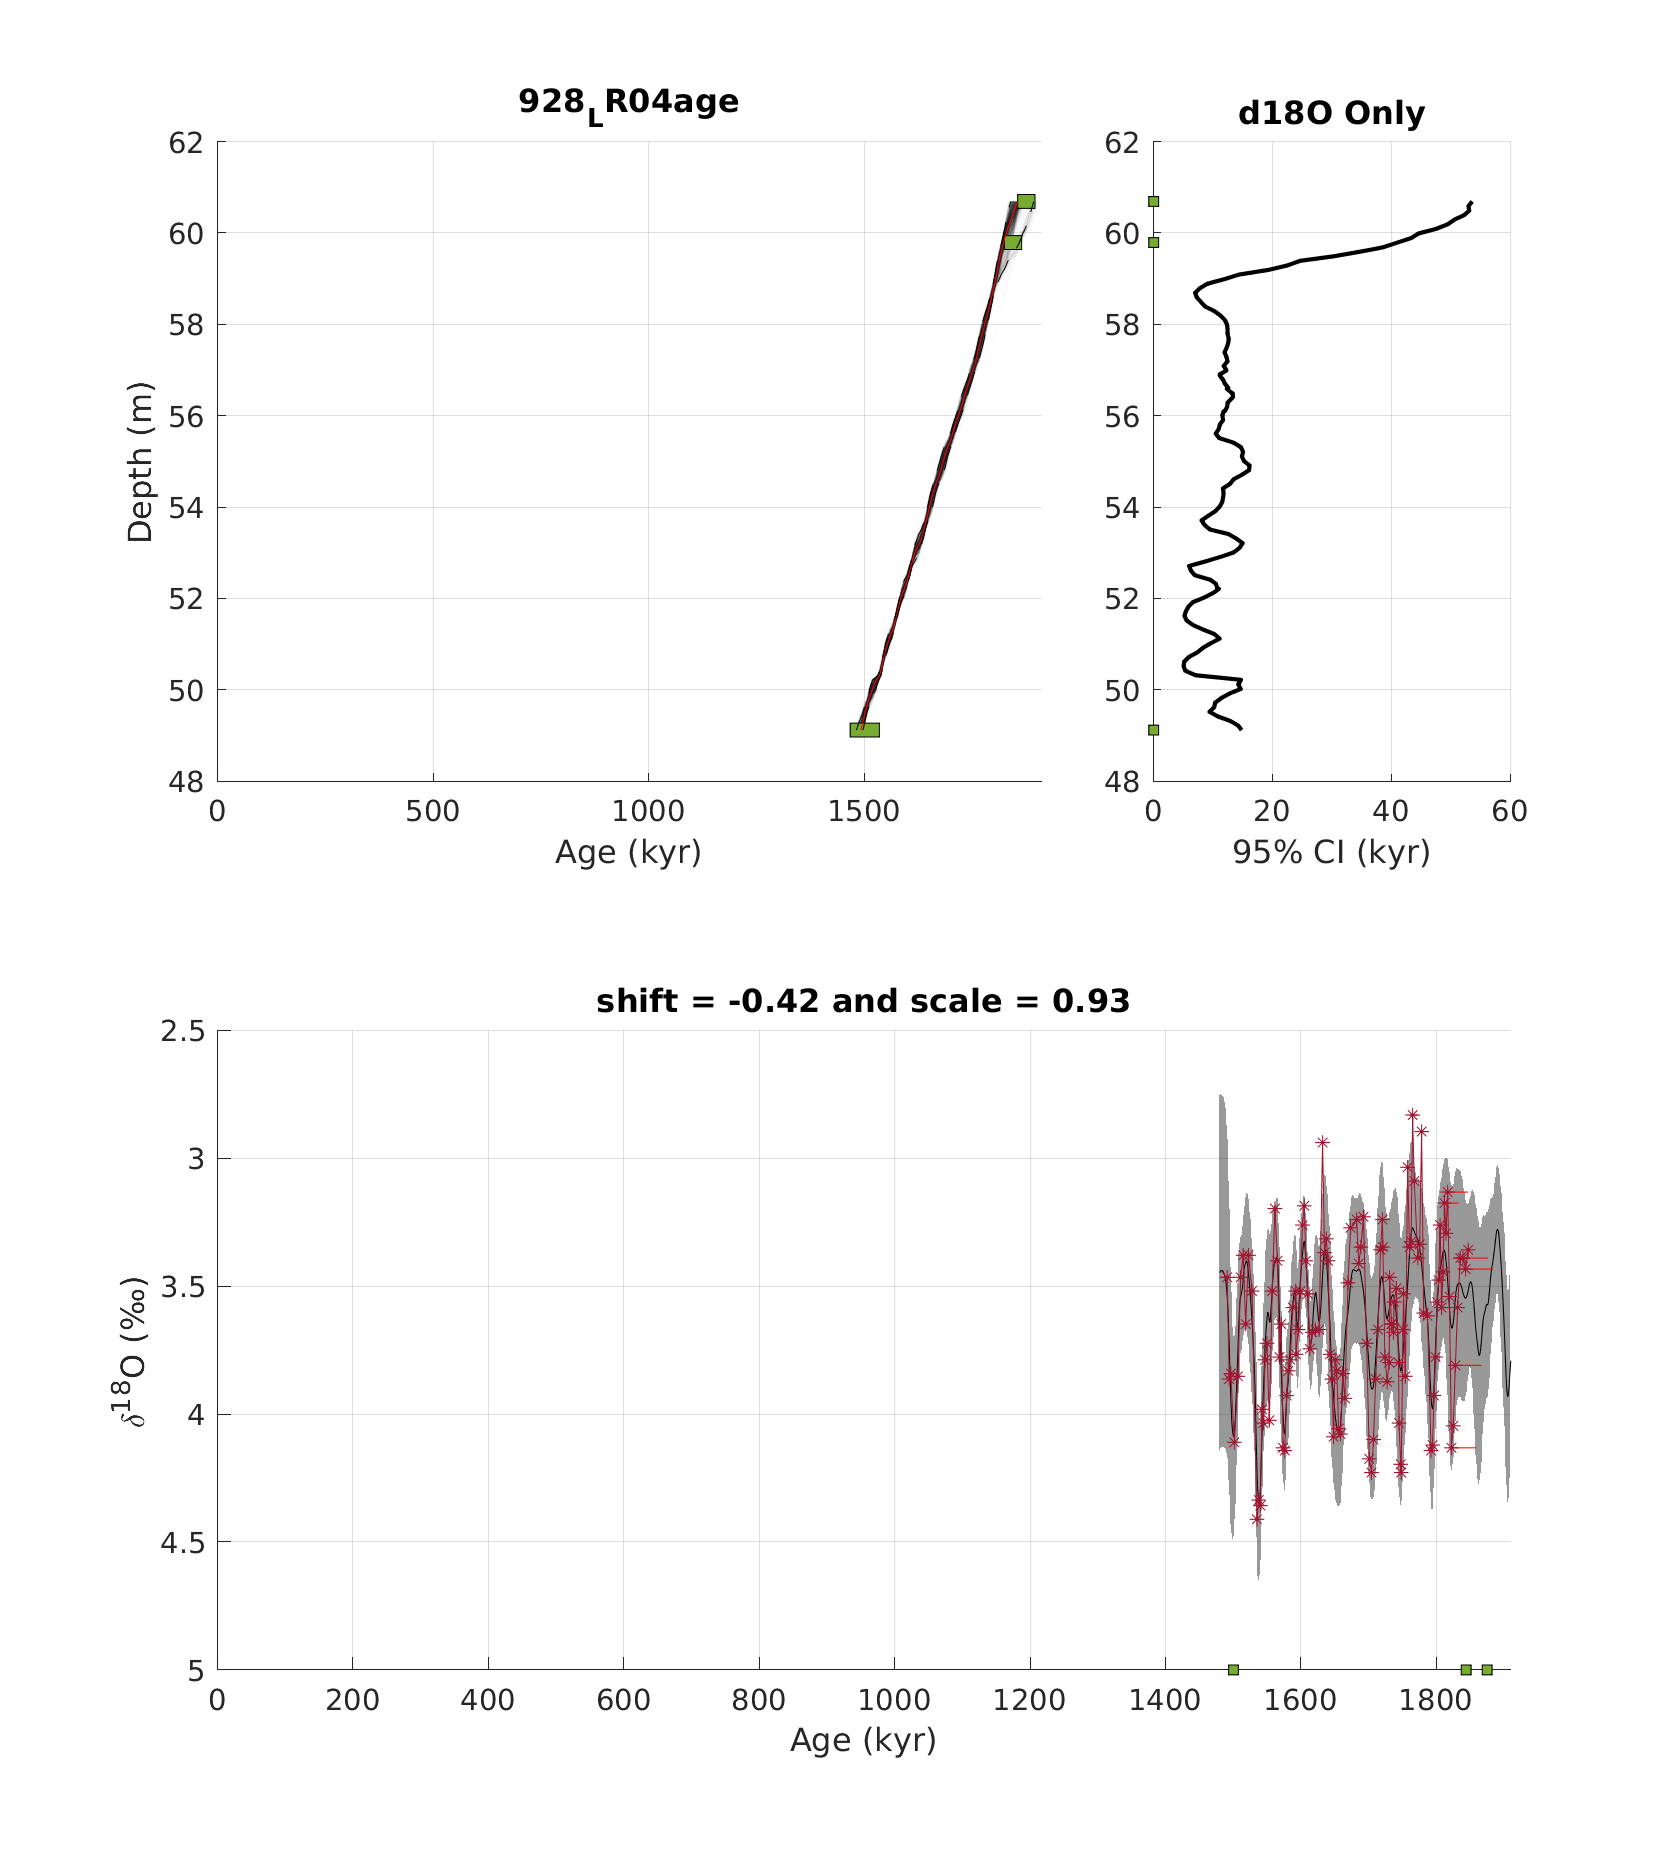 928LR04age
d18O Only
62
60
58
56
54
52
50
48
Depth (m)
0 500 1000 1500
Age (kyr)
62
60
58
56
54
52
50
48
0 20 40 60
95% CI (kyr)
shift = -0.42 and scale = 0.93
2.5
3
3.5
4
4.5
5
δ18O (‰)
0 200 400 600 800 1000 1200 1400 1600 1800
Age (kyr)